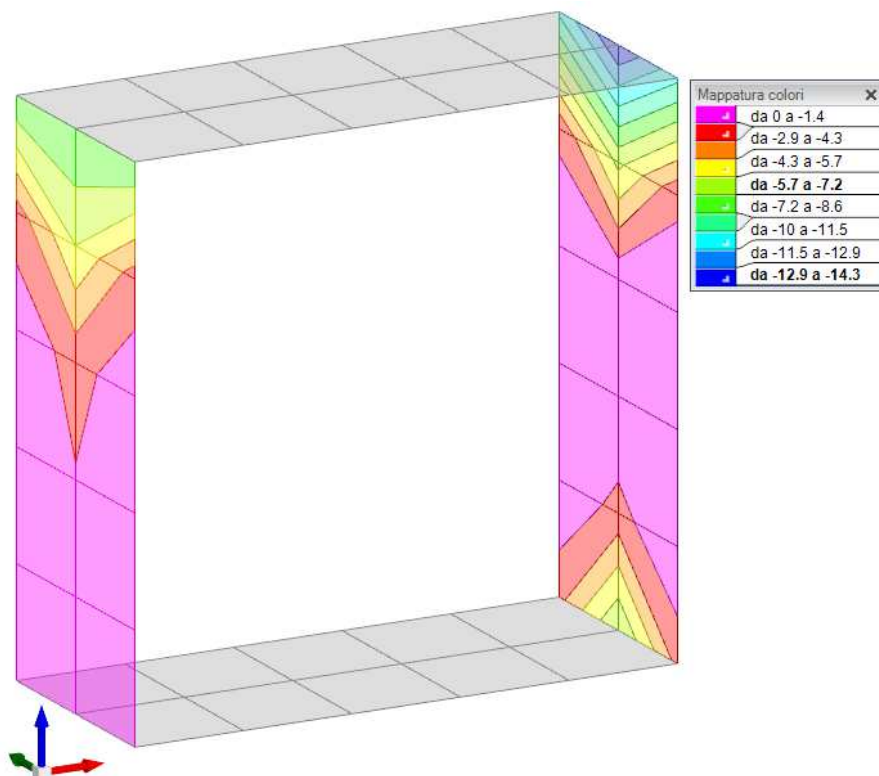 Mappatura colori
da 0 a -1.4
da -2.9 a -4.3
da -4.3 a -5.7
da -5.7 a -7.2
da -7.2 a -8.6
da -10 a -11.5
da -11.5 a -12.9
da -12.9 a -14.3